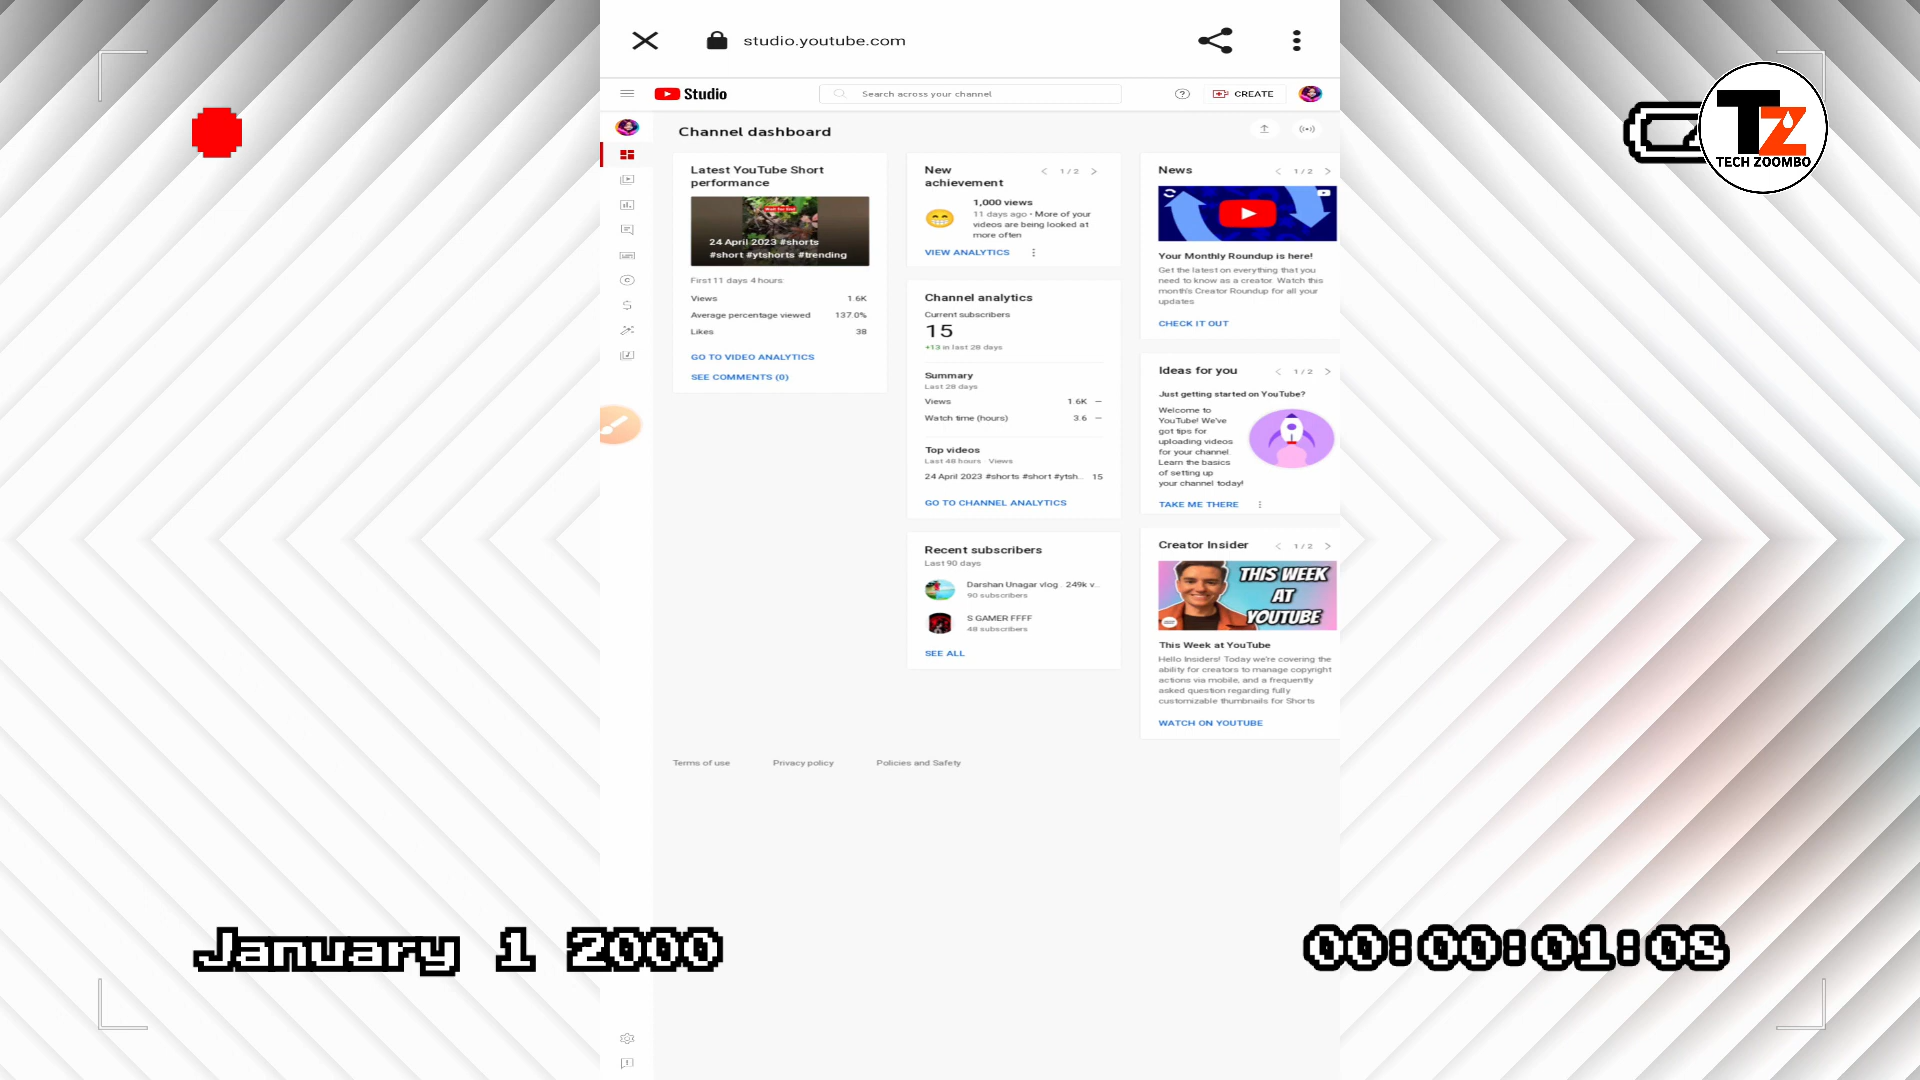 studio.youtube.com
Studio
Search across your channel
CREATE
TZ
TECH ZOOMBO
Channel dashboard
Latest YouTube Short
performance
24 April 2023 #shorts
#short #ytshorts #trending
First 11 days 4 hours:
Views 1.6K
Average percentage viewed 137.0%
Likes 38
GO TO VIDEO ANALYTICS
SEE COMMENTS (0)
New
achievement
1 / 2
1,000 views
11 days ago • More of your
videos are being looked at
more often
VIEW ANALYTICS
Channel analytics
Current subscribers
15
+13 in last 28 days
Summary
Last 28 days
Views 1.6K —
Watch time (hours) 3.6 —
Top videos
Last 48 hours · Views
24 April 2023 #shorts #short #ytsh... 15
GO TO CHANNEL ANALYTICS
Recent subscribers
Last 90 days
Darshan Unagar vlog . 249k v...
90 subscribers
S GAMER FFFF
48 subscribers
SEE ALL
News
1 / 2
Your Monthly Roundup is here!
Get the latest on everything that you
need to know as a creator. Watch this
month's Creator Roundup for all your
updates
CHECK IT OUT
Ideas for you
1 / 2
Just getting started on YouTube?
Welcome to
YouTube! We've
got tips for
uploading videos
for your channel.
Learn the basics
of setting up
your channel today!
TAKE ME THERE
Creator Insider
1 / 2
THIS WEEK
AT
YOUTUBE
This Week at YouTube
Hello Insiders! Today we're covering the
ability for creators to manage copyright
actions via mobile, and a frequently
asked question regarding fully
customizable thumbnails for Shorts
WATCH ON YOUTUBE
Terms of use
Privacy policy
Policies and Safety
January 1 2000
00:00:01:03